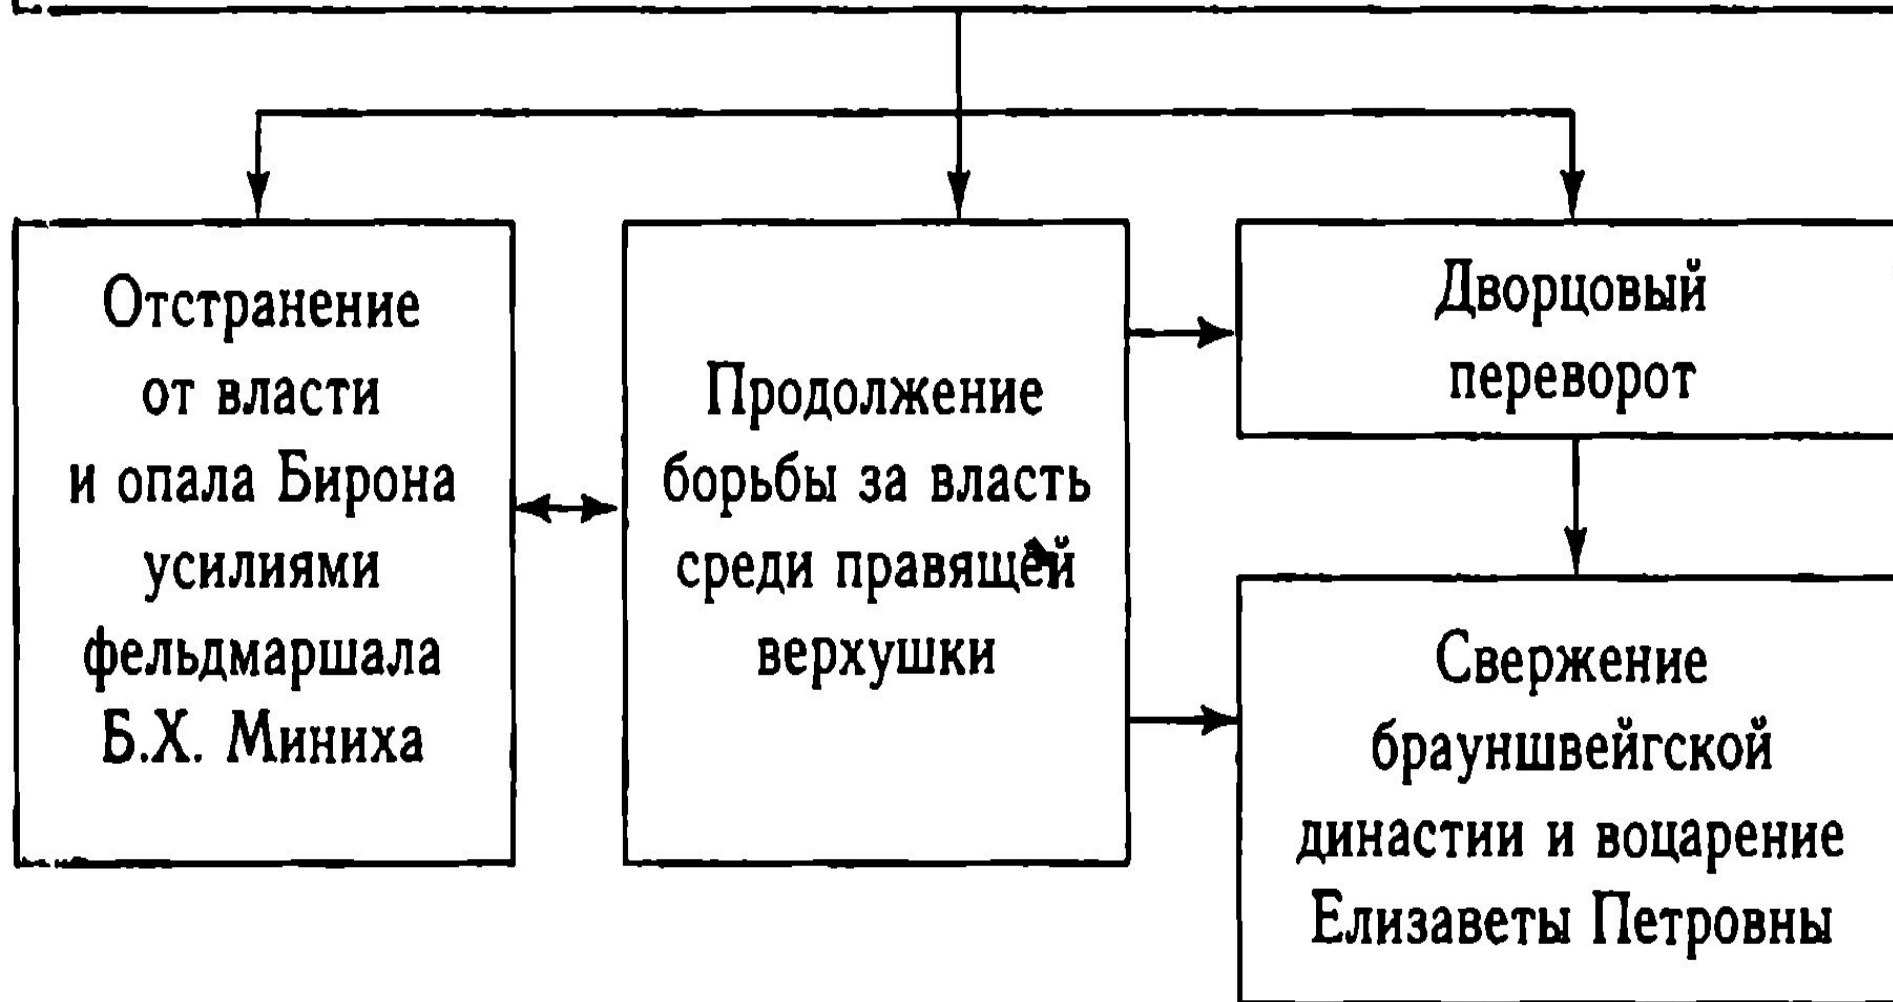 Отстранение
от власти
и опала Бирона
усилиями
фельдмаршала
Б.Х. Миниха
Продолжение
борьбы за власть
среди правящей
верхушки
Дворцовый
переворот
Свержение
брауншвейгской
династии и воцарение
Елизаветы Петровны